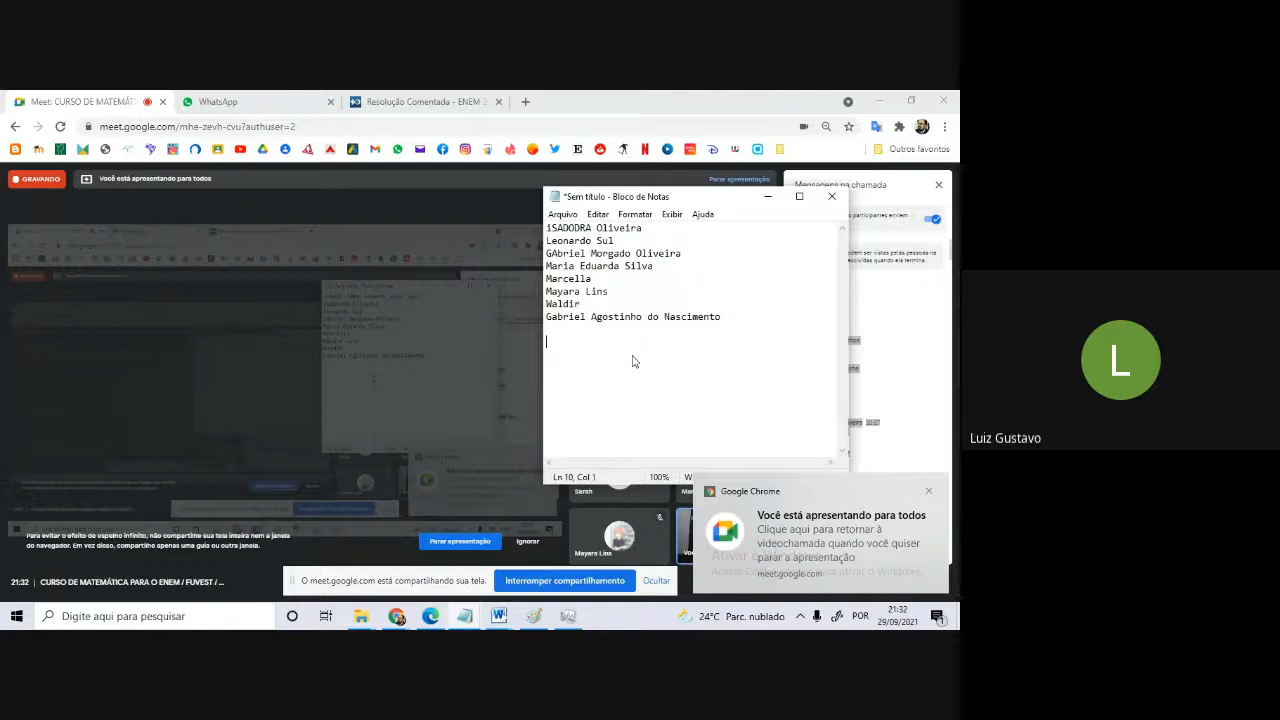 Meet: CURSO DE MATEMÁT
WhatsApp
Resolução Comentada - ENEM 2
meet.google.com/mhe-zevh-cvu?authuser=2
Outros favoritos
GRAVANDO
Você está apresentando para todos
Parar apresentação
Mensagens na chamada
*Sem título - Bloco de Notas
Arquivo Editar Formatar Exibir Ajuda
iSADODRA Oliveira
Leonardo Sul
GAbriel Morgado Oliveira
Maria Eduarda Silva
Marcella
Mayara Lins
Waldir
Gabriel Agostinho do Nascimento
Ln 10, Col 1
100%
W
Luiz Gustavo
L
Sarah
Mayara Lins
Google Chrome
Você está apresentando para todos
Clique aqui para retornar à
videochamada quando você quiser
parar a apresentação
meet.google.com
Para evitar o efeito de espelho infinito, não compartilhe sua tela inteira nem a janela
do navegador. Em vez disso, compartilhe apenas uma guia ou outra janela.
Parar apresentação
Ignorar
21:32 | CURSO DE MATEMÁTICA PARA O ENEM / FUVEST / ...
O meet.google.com está compartilhando sua tela.
Interromper compartilhamento
Ocultar
Digite aqui para pesquisar
24°C Parc. nublado
POR
21:32
29/09/2021